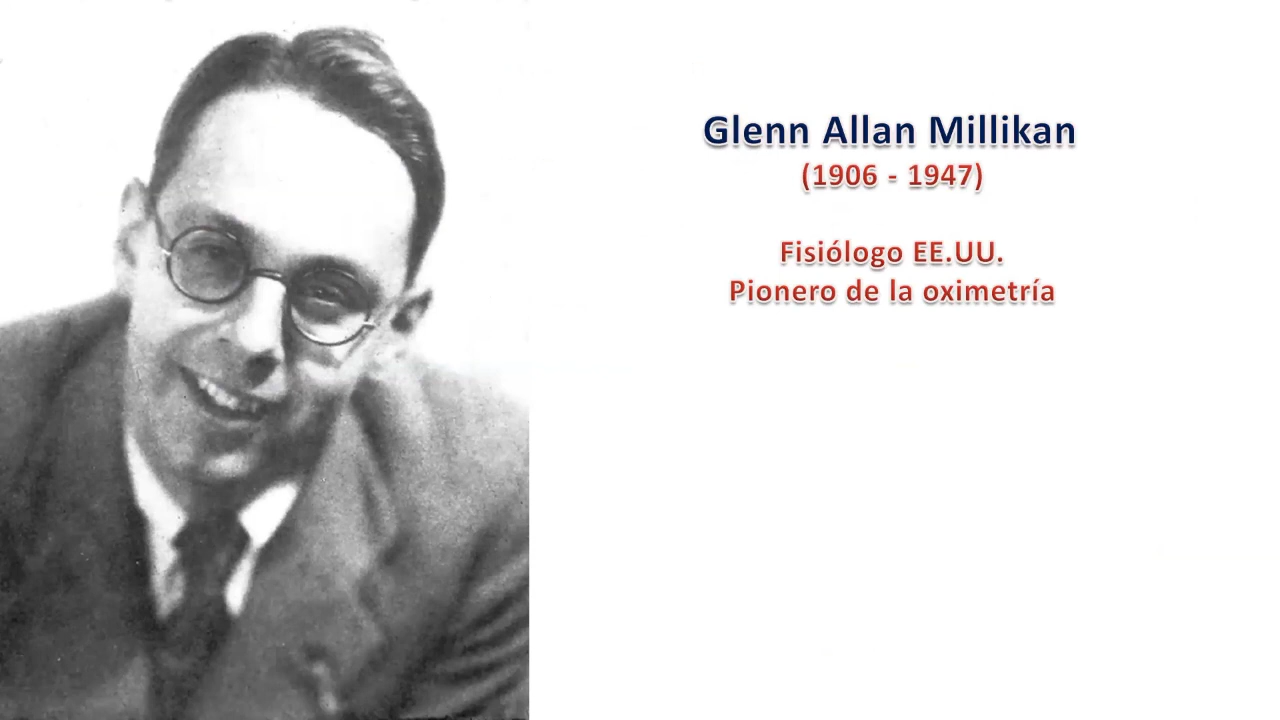 Glenn Allan Millikan
(1906 - 1947)
Fisiólogo EE.UU.
Pionero de la oximetría